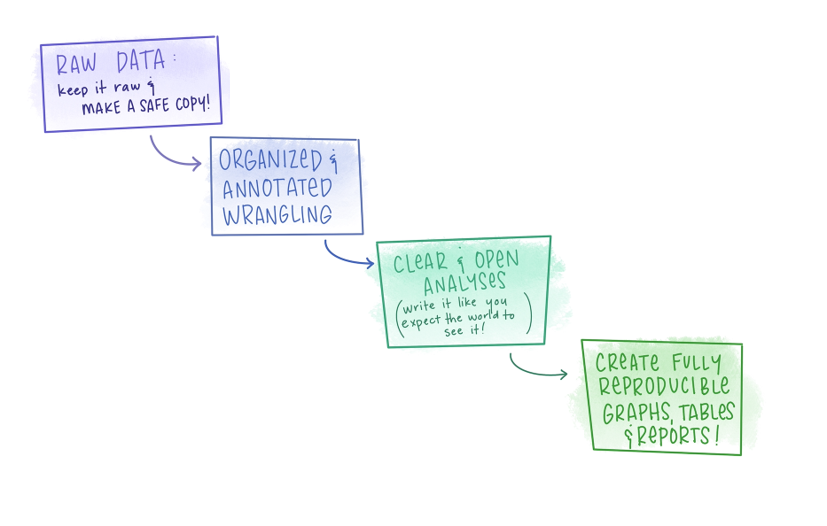 RAW DATA:
keep it raw &
MAKE A SAFE COPY!
ORGANIZED &
ANNOTATED
WRANGLING
CLEAR & OPEN
ANALYSES
(write it like you
expect the world to
see it!)
CREATE FULLY
REPRODUCIBLE
GRAPHS, TABLES
& REPORTS!